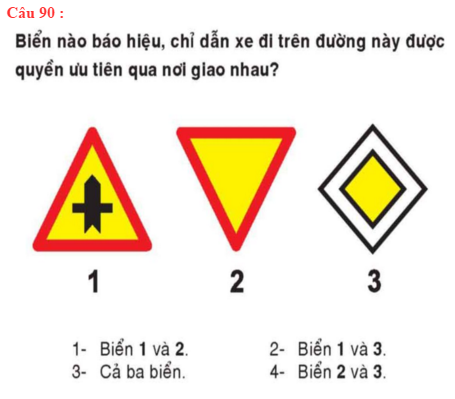 Câu 90 :
Biển nào báo hiệu, chỉ dẫn xe đi trên đường này được
quyền ưu tiên qua nơi giao nhau?
1 2 3
1- Biển 1 và 2. 2- Biển 1 và 3.
3- Cả ba biển. 4- Biển 2 và 3.